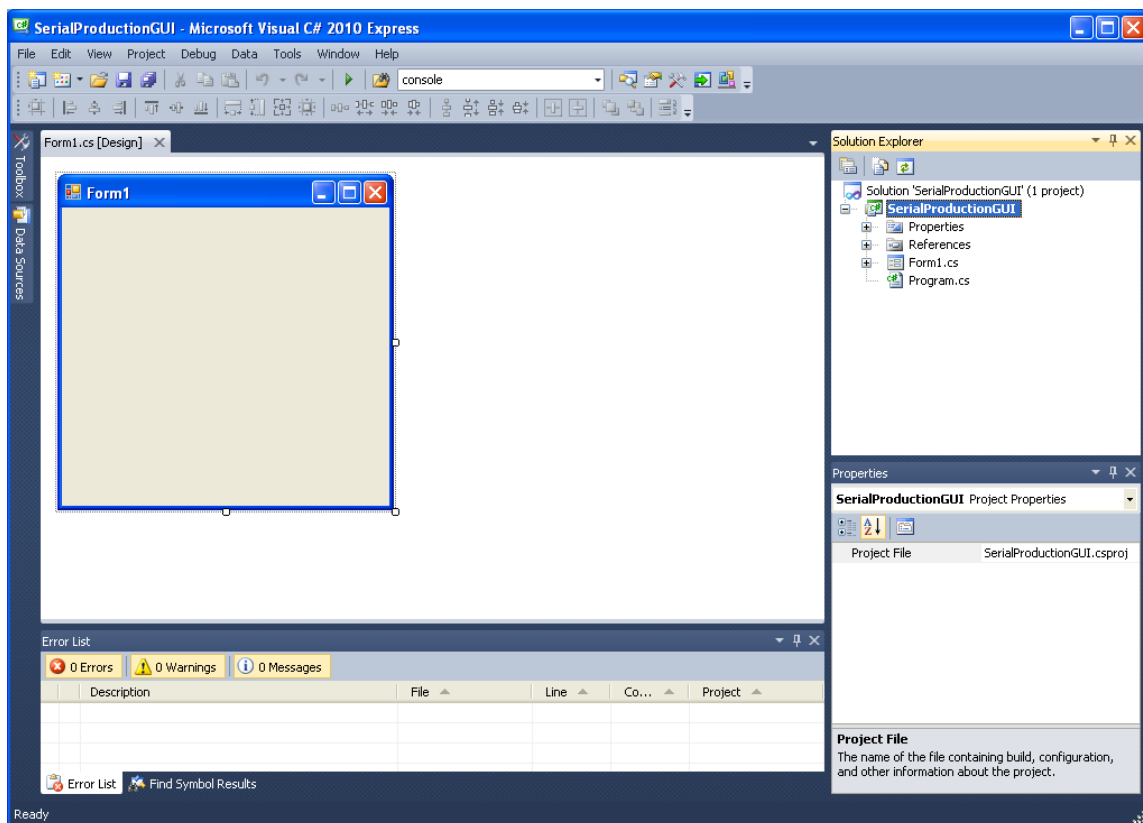 SerialProductionGUI - Microsoft Visual C# 2010 Express
File Edit View Project Debug Data Tools Window Help
console
Toolbox
Data Sources
Form1.cs [Design]
Form1
Solution Explorer
Solution 'SerialProductionGUI' (1 project)
SerialProductionGUI
Properties
References
Form1.cs
Program.cs
Properties
SerialProductionGUI Project Properties
Project File SerialProductionGUI.csproj
Project File
The name of the file containing build, configuration,
and other information about the project.
Error List
0 Errors 0 Warnings 0 Messages
Description File Line Co... Project
Error List Find Symbol Results
Ready